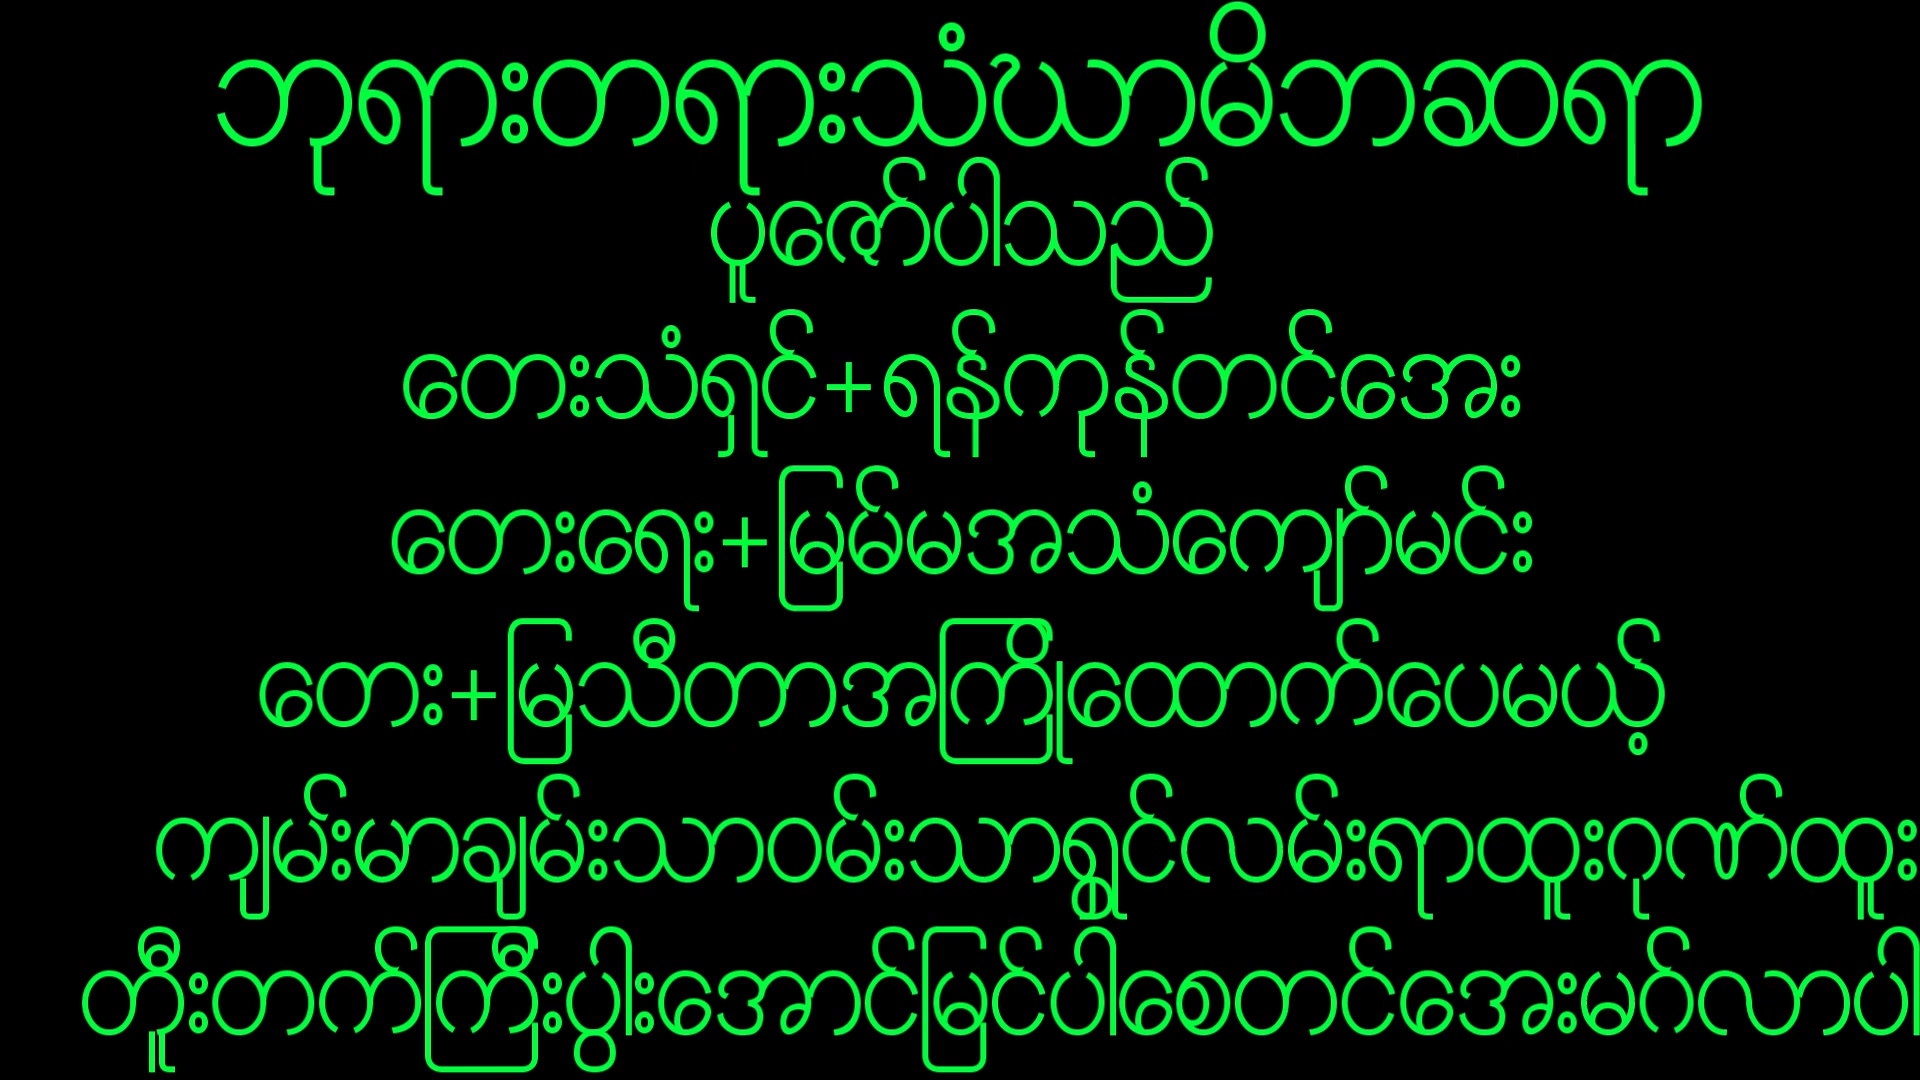 ဘုရားတရားသံဃာမိဘဆရာ
ပူဇော်ပါသည်
တေးသံရှင်+ရန်ကုန်တင်အေး
တေးရေး+မြမ်မအသံကျော်မင်း
တေး+မြသီတာအကြိုထောက်ပေမယ့်
ကျမ်းမာချမ်းသာဝမ်းသာရွှင်လမ်းရာထူးဂုဏ်ထူး
တိူးတက်ကြီးပွါးအောင်မြင်ပါစေတင်အေးမင်္ဂလာပါ